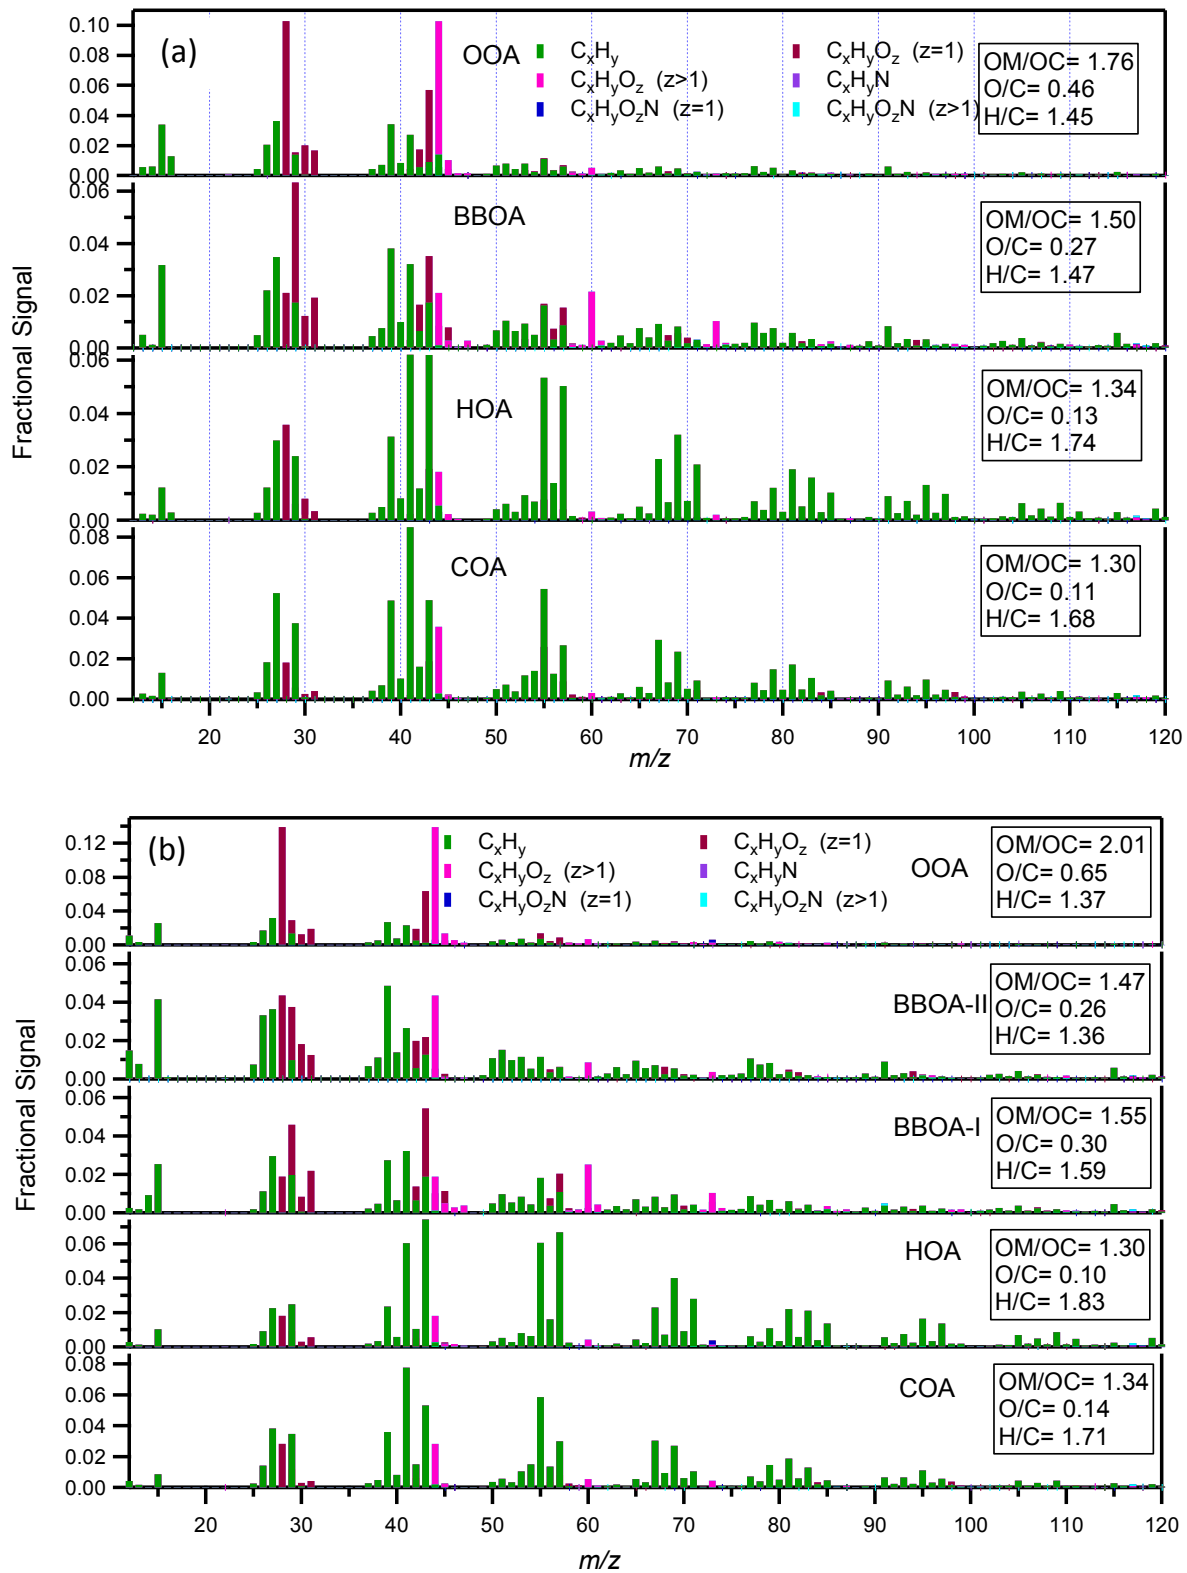 (a)
OOA
CxHy
CxHyOz (z=1)
CxHyOz (z>1)
CxHyN
CxHyOzN (z=1)
CxHyOzN (z>1)
OM/OC= 1.76
O/C= 0.46
H/C= 1.45
0.10
0.08
0.06
0.04
0.02
0.00
BBOA
OM/OC= 1.50
O/C= 0.27
H/C= 1.47
0.06
0.04
0.02
0.00
HOA
OM/OC= 1.34
O/C= 0.13
H/C= 1.74
0.06
0.04
0.02
0.00
COA
OM/OC= 1.30
O/C= 0.11
H/C= 1.68
0.08
0.06
0.04
0.02
0.00
Fractional Signal
20 30 40 50 60 70 80 90 100 110 120
m/z
(b)
CxHy
CxHyOz (z=1)
CxHyOz (z>1)
CxHyN
CxHyOzN (z=1)
CxHyOzN (z>1)
OOA
OM/OC= 2.01
O/C= 0.65
H/C= 1.37
0.12
0.08
0.04
0.00
BBOA-II
OM/OC= 1.47
O/C= 0.26
H/C= 1.36
0.06
0.04
0.02
0.00
BBOA-I
OM/OC= 1.55
O/C= 0.30
H/C= 1.59
0.06
0.04
0.02
0.00
HOA
OM/OC= 1.30
O/C= 0.10
H/C= 1.83
0.06
0.04
0.02
0.00
COA
OM/OC= 1.34
O/C= 0.14
H/C= 1.71
0.08
0.06
0.04
0.02
0.00
Fractional Signal
20 30 40 50 60 70 80 90 100 110 120
m/z